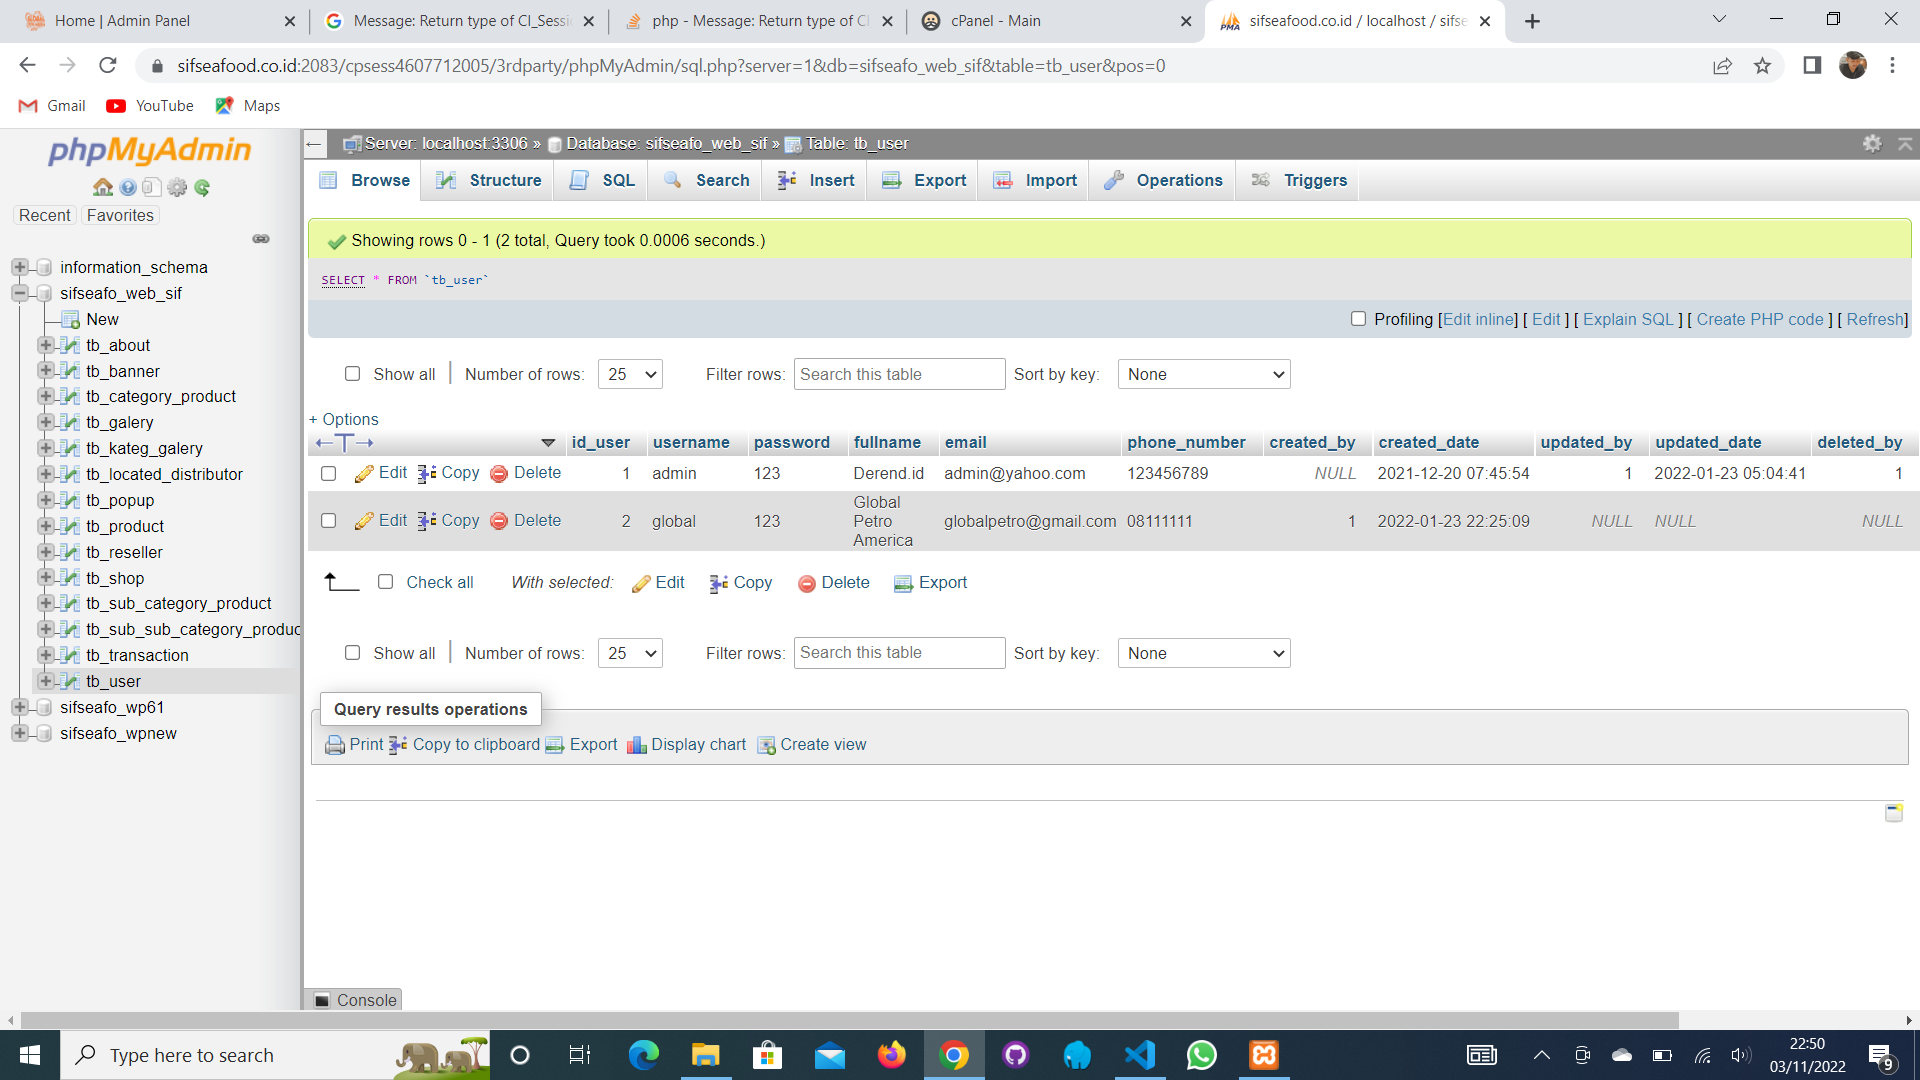 Home | Admin Panel
Message: Return type of CI_Sessi
php - Message: Return type of CI
cPanel - Main
PMA
sifseafood.co.id / localhost / sifse
sifseafood.co.id:2083/cpsess4607712005/3rdparty/phpMyAdmin/sql.php?server=1&db=sifseafo_web_sif&table=tb_user&pos=0
Gmail
YouTube
Maps
phpMyAdmin
Recent
Favorites
information_schema
sifseafo_web_sif
New
tb_about
tb_banner
tb_category_product
tb_galery
tb_kateg_galery
tb_located_distributor
tb_popup
tb_product
tb_reseller
tb_shop
tb_sub_category_product
tb_sub_sub_category_produc
tb_transaction
tb_user
sifseafo_wp61
sifseafo_wpnew
Server: localhost:3306 » Database: sifseafo_web_sif » Table: tb_user
Browse
Structure
SQL
Search
Insert
Export
Import
Operations
Triggers
Showing rows 0 - 1 (2 total, Query took 0.0006 seconds.)
SELECT * FROM `tb_user`
Profiling [Edit inline] [ Edit ] [ Explain SQL ] [ Create PHP code ] [ Refresh]
Show all | Number of rows: 25 Filter rows: Search this table Sort by key: None
+ Options
←T→ id_user username password fullname email phone_number created_by created_date updated_by updated_date deleted_by
Edit Copy Delete 1 admin 123 Derend.id admin@yahoo.com 123456789 NULL 2021-12-20 07:45:54 1 2022-01-23 05:04:41 1
Edit Copy Delete 2 global 123 Global Petro America globalpetro@gmail.com 08111111 1 2022-01-23 22:25:09 NULL NULL NULL
Check all With selected: Edit Copy Delete Export
Show all | Number of rows: 25 Filter rows: Search this table Sort by key: None
Query results operations
Print Copy to clipboard Export Display chart Create view
Console
Type here to search
22:50
03/11/2022
9